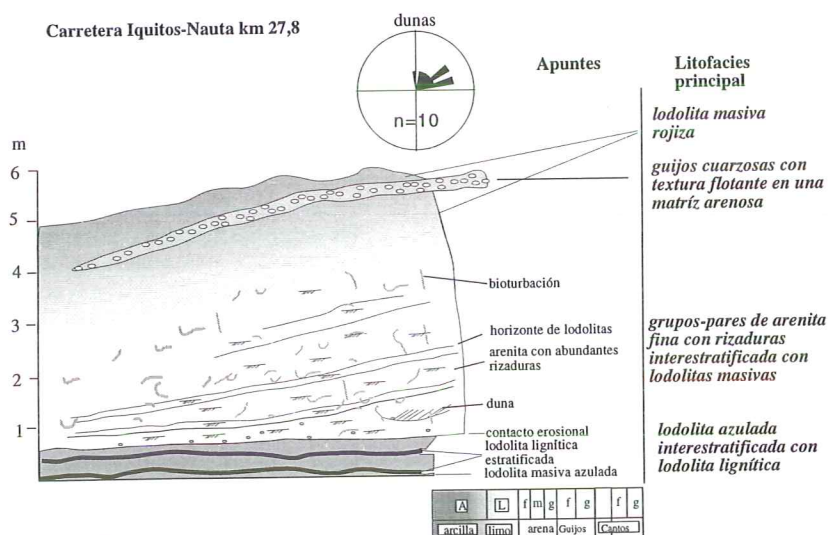 Carretera Iquitos-Nauta km 27,8
dunas
n=10
Apuntes
Litofacies
principal
m
6
5
4
3
2
1
lodolita masiva
rojiza
guijos cuarzosas con
textura flotante en una
matríz arenosa
bioturbación
horizonte de lodolitas
arenita con abundantes
rizaduras
duna
contacto erosional
lodolita lignítica
estratificada
lodolita masiva azulada
grupos-pares de arenita
fina con rizaduras
interestratificada con
lodolitas masivas
lodolita azulada
interestratificada con
lodolita lignítica
A L f m g f g f g
arcilla limo arena Guijos Cantos